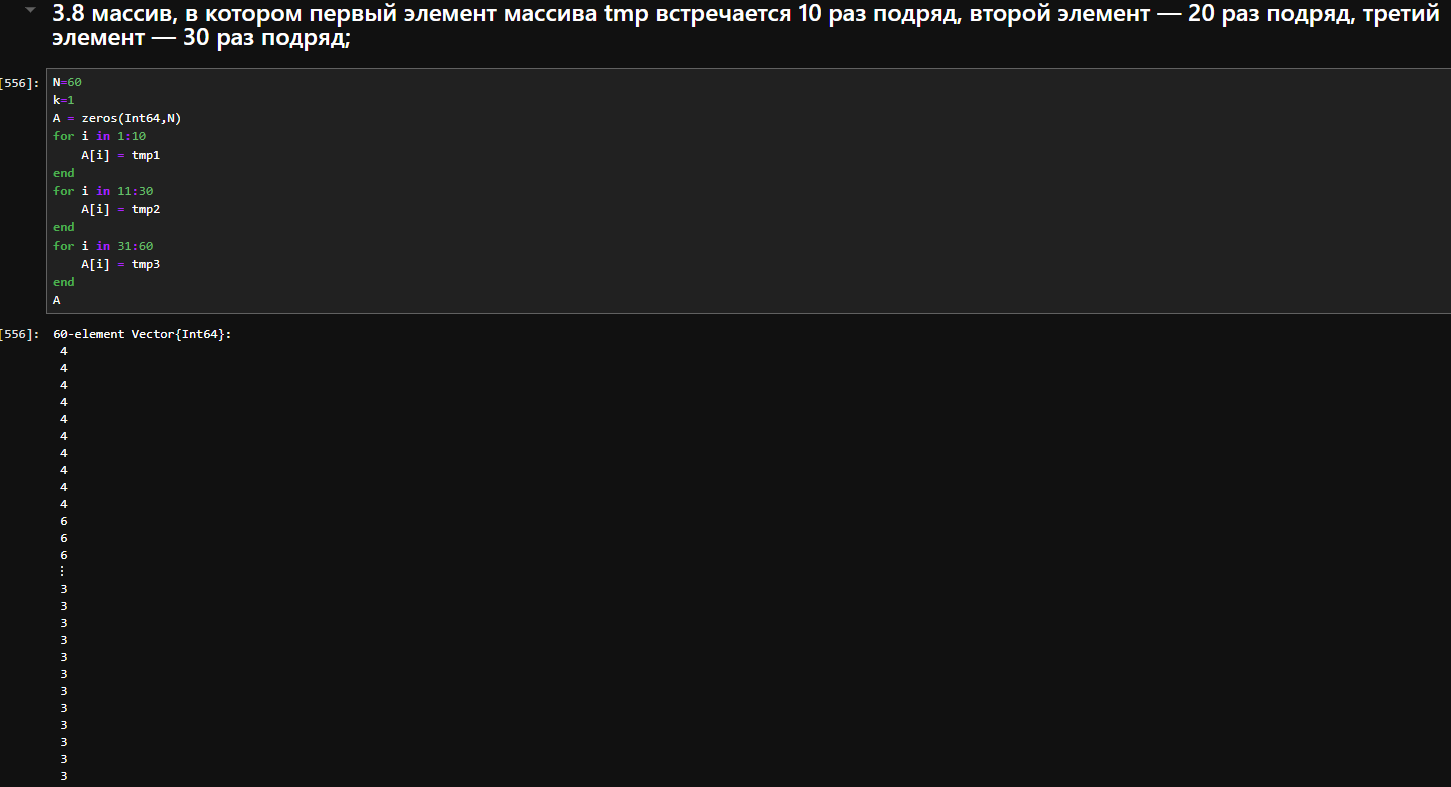 3.8 массив, в котором первый элемент массива tmp встречается 10 раз подряд, второй элемент — 20 раз подряд, третий
элемент — 30 раз подряд;
[556]:
N=60
k=1
A = zeros(Int64,N)
for i in 1:10
    A[i] = tmp1
end
for i in 11:30
    A[i] = tmp2
end
for i in 31:60
    A[i] = tmp3
end
A
[556]: 60-element Vector{Int64}:
4
4
4
4
4
4
4
4
4
4
6
6
6
⋮
3
3
3
3
3
3
3
3
3
3
3
3